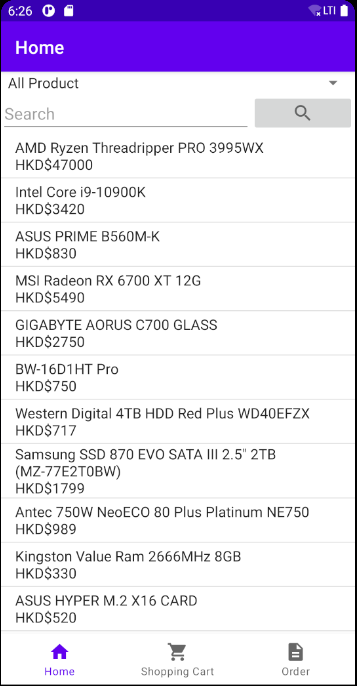 6:26 LTE
Home
All Product
Search
AMD Ryzen Threadripper PRO 3995WX
HKD$47000
Intel Core i9-10900K
HKD$3420
ASUS PRIME B560M-K
HKD$830
MSI Radeon RX 6700 XT 12G
HKD$5490
GIGABYTE AORUS C700 GLASS
HKD$2750
BW-16D1HT Pro
HKD$750
Western Digital 4TB HDD Red Plus WD40EFZX
HKD$717
Samsung SSD 870 EVO SATA III 2.5" 2TB
(MZ-77E2T0BW)
HKD$1799
Antec 750W NeoECO 80 Plus Platinum NE750
HKD$989
Kingston Value Ram 2666MHz 8GB
HKD$330
ASUS HYPER M.2 X16 CARD
HKD$520
Home Shopping Cart Order